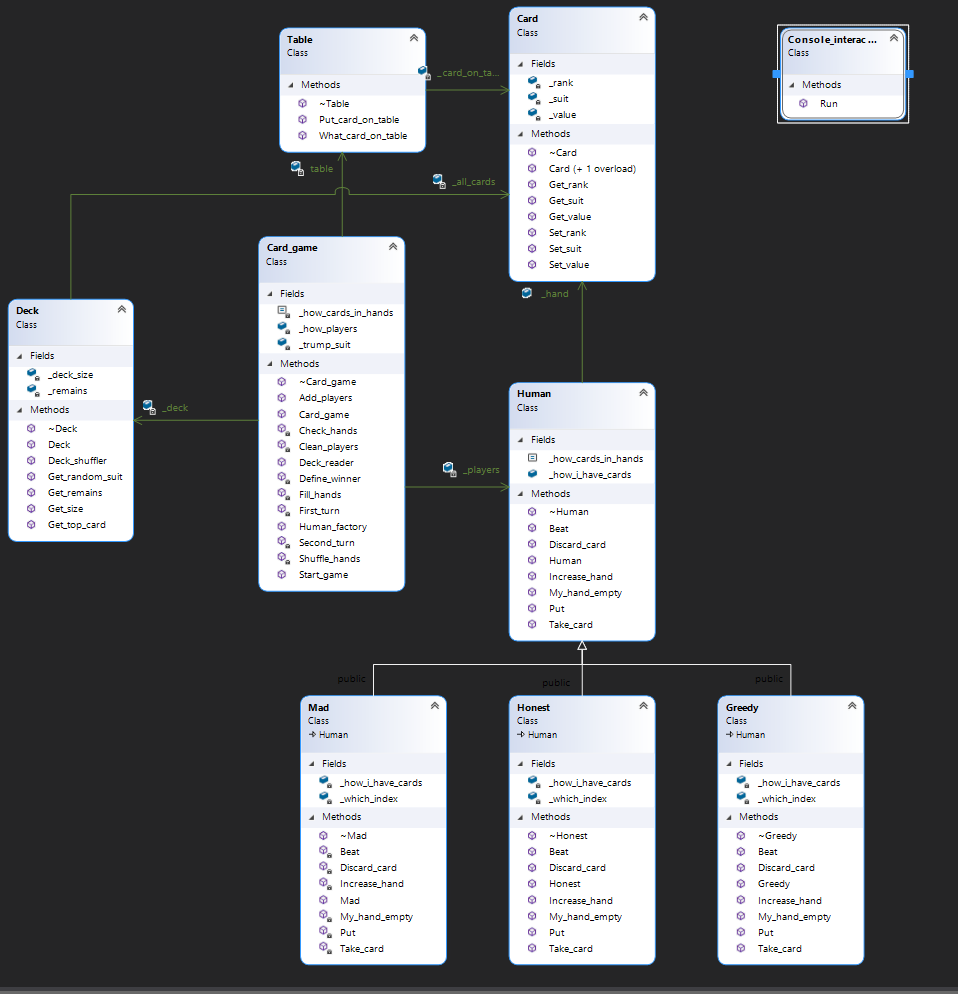 Table
Class
Methods
~Table
Put_card_on_table
What_card_on_table
_card_on_ta...
Card
Class
Fields
_rank
_suit
_value
Methods
~Card
Card (+ 1 overload)
Get_rank
Get_suit
Get_value
Set_rank
Set_suit
Set_value
Console_interac ...
Class
Methods
Run
table
_all_cards
_hand
Card_game
Class
Fields
_how_cards_in_hands
_how_players
_trump_suit
Methods
~Card_game
Add_players
Card_game
Check_hands
Clean_players
Deck_reader
Define_winner
Fill_hands
First_turn
Human_factory
Second_turn
Shuffle_hands
Start_game
Deck
Class
Fields
_deck_size
_remains
Methods
~Deck
Deck
Deck_shuffler
Get_random_suit
Get_remains
Get_size
Get_top_card
_deck
_players
Human
Class
Fields
_how_cards_in_hands
_how_i_have_cards
Methods
~Human
Beat
Discard_card
Human
Increase_hand
My_hand_empty
Put
Take_card
public
public
public
Mad
Class
Human
Fields
_how_i_have_cards
_which_index
Methods
~Mad
Beat
Discard_card
Increase_hand
Mad
My_hand_empty
Put
Take_card
Honest
Class
Human
Fields
_how_i_have_cards
_which_index
Methods
~Honest
Beat
Discard_card
Honest
Increase_hand
My_hand_empty
Put
Take_card
Greedy
Class
Human
Fields
_how_i_have_cards
_which_index
Methods
~Greedy
Beat
Discard_card
Greedy
Increase_hand
My_hand_empty
Put
Take_card